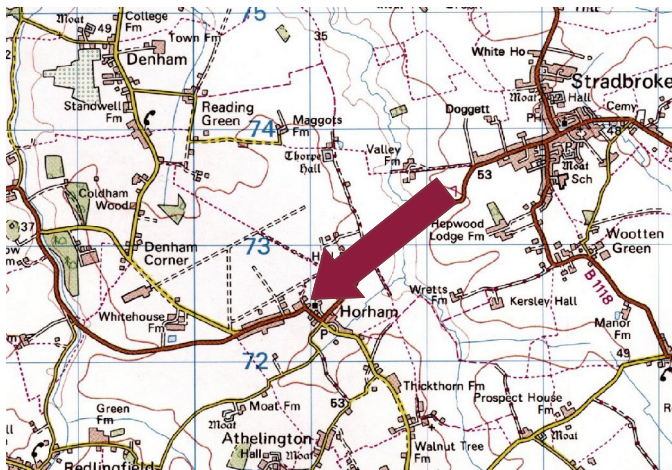 Moat
49
College
Fm
75
35
Town Fm
Denham
White Ho
Standwell
Fm
Reading
Green
Maggots
Fm
74
Thorpe
Hall
Doggett
Moat
Hall
Stradbroke
PH
Cemy
48
Valley
Fm
53
Moat
Sch
Coldham
Wood
37
Denham
Corner
73
Hepwood
Lodge Fm
Wootten
Green
B 1118
Whitehouse
Fm
Horham
Wretts
Fm
Kersley Hall
Manor
Fm
72
49
Thickthorn Fm
Prospect House
Fm
Moat Fm
Moat
53
Green
Fm
Athelington
Hall
Moat
Walnut Tree
Fm
Moat
Redlingfield